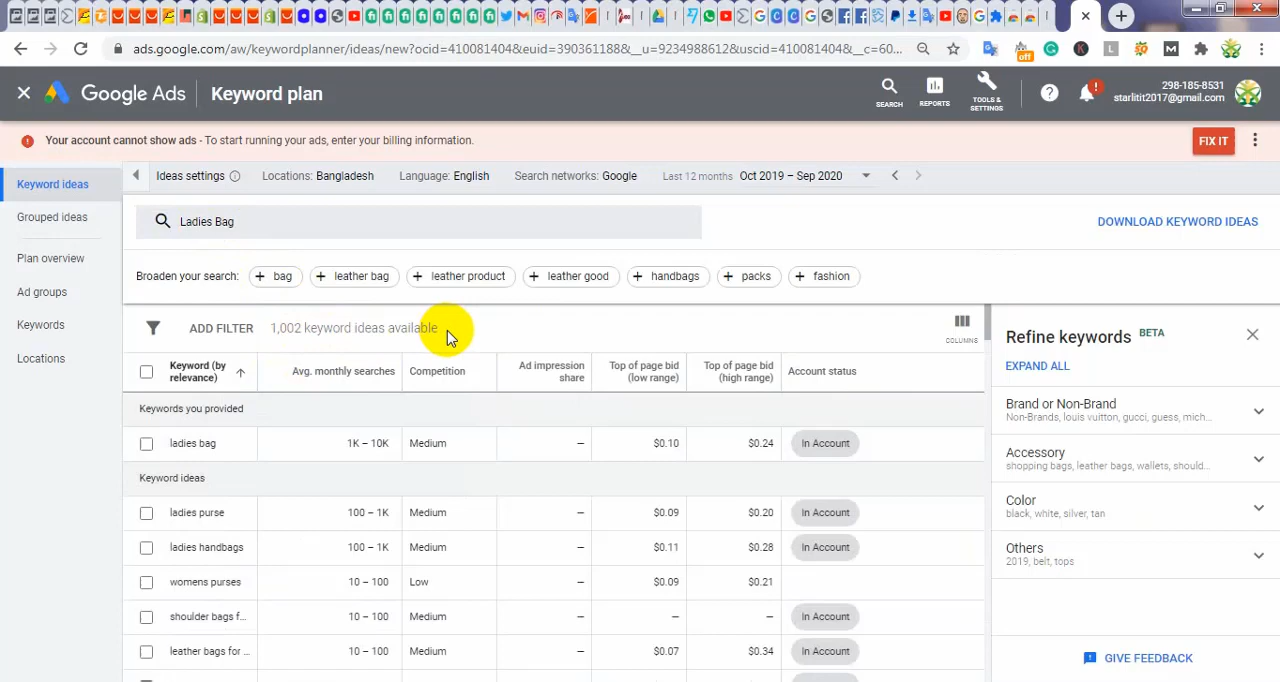 ads.google.com/aw/keywordplanner/ideas/new?ocid=410081404&euid=390361188&__u=9234988612&uscid=410081404&__c=60...
off
Google Ads
Keyword plan
SEARCH
REPORTS
TOOLS &
SETTINGS
298-185-8531
starlitit2017@gmail.com
Your account cannot show ads - To start running your ads, enter your billing information.
FIX IT
Keyword ideas
Grouped ideas
Plan overview
Ad groups
Keywords
Locations
Ideas settings
Locations: Bangladesh
Language: English
Search networks: Google
Last 12 months
Oct 2019 – Sep 2020
Ladies Bag
DOWNLOAD KEYWORD IDEAS
Broaden your search:
+ bag
+ leather bag
+ leather product
+ leather good
+ handbags
+ packs
+ fashion
ADD FILTER
1,002 keyword ideas available
COLUMNS
Keyword (by
relevance)
Avg. monthly searches
Competition
Ad impression
share
Top of page bid
(low range)
Top of page bid
(high range)
Account status
Keywords you provided
ladies bag 1K – 10K Medium – $0.10 $0.24 In Account
Keyword ideas
ladies purse 100 – 1K Medium – $0.09 $0.20 In Account
ladies handbags 100 – 1K Medium – $0.11 $0.28 In Account
womens purses 10 – 100 Low – $0.09 $0.21
shoulder bags f... 10 – 100 Medium – – – In Account
leather bags for ... 10 – 100 Medium – $0.07 $0.34 In Account
Refine keywords BETA
EXPAND ALL
Brand or Non-Brand
Non-Brands, louis vuitton, gucci, guess, mich...
Accessory
shopping bags, leather bags, wallets, should...
Color
black, white, silver, tan
Others
2019, belt, tops
GIVE FEEDBACK